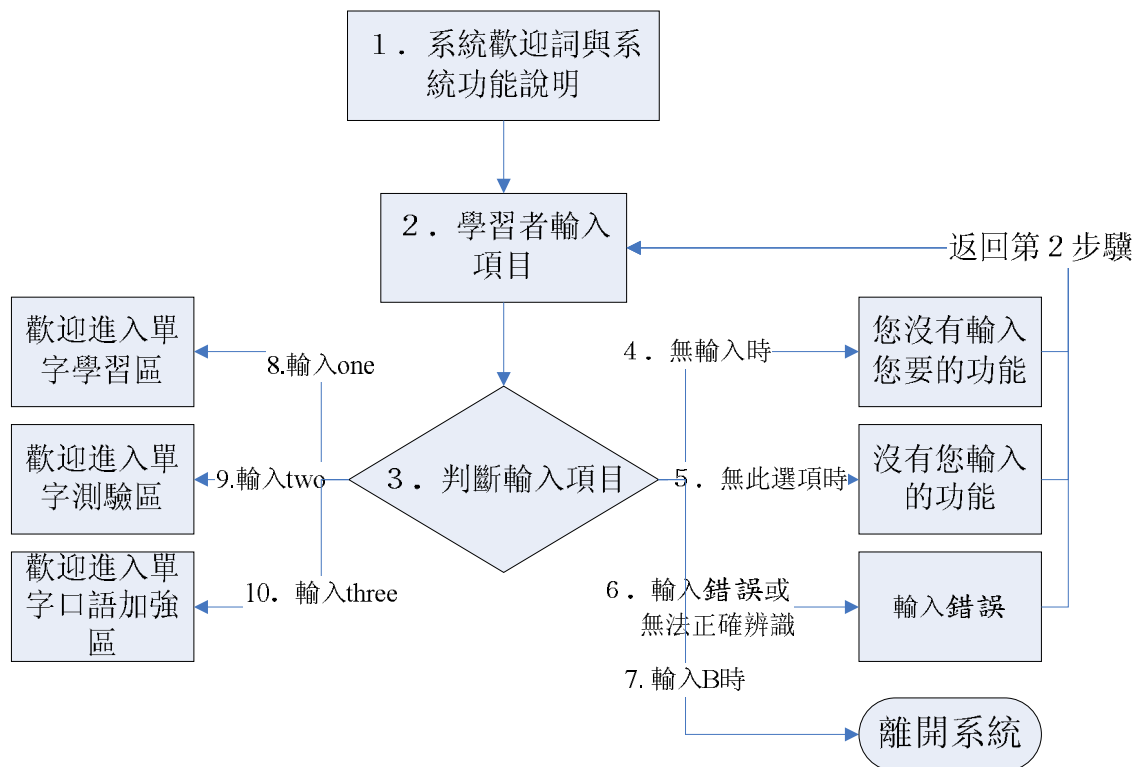 １．系統歡迎詞與系
統功能說明
２．學習者輸入
項目
返回第２步驟
歡迎進入單
字學習區
8.輸入one
４．無輸入時
您沒有輸入
您要的功能
歡迎進入單
字測驗區
9.輸入two
３．判斷輸入項目
５．無此選項時
沒有您輸入
的功能
歡迎進入單
字口語加強
區
10．輸入three
６．輸入錯誤或
無法正確辨識
輸入錯誤
7.輸入B時
離開系統